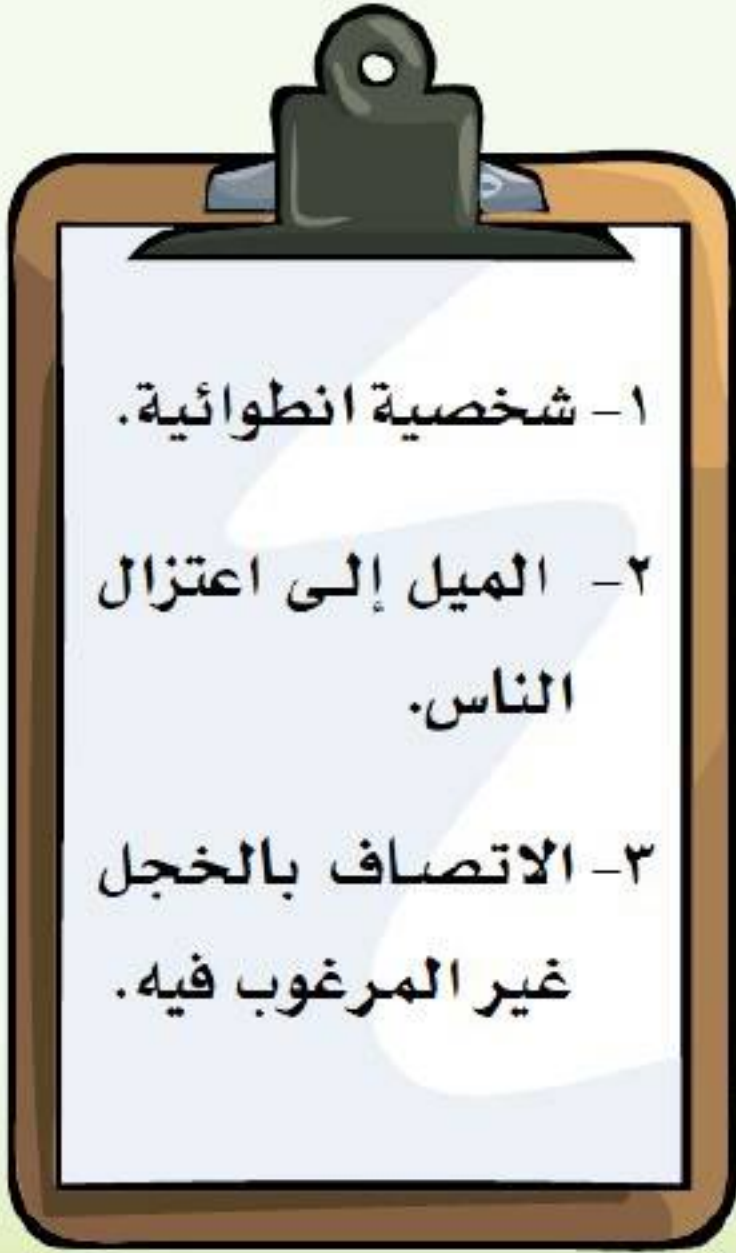 ١- شخصية انطوائية.
٢- الميل إلى اعتزال
الناس.
٣- الاتصاف بالخجل
غير المرغوب فيه.